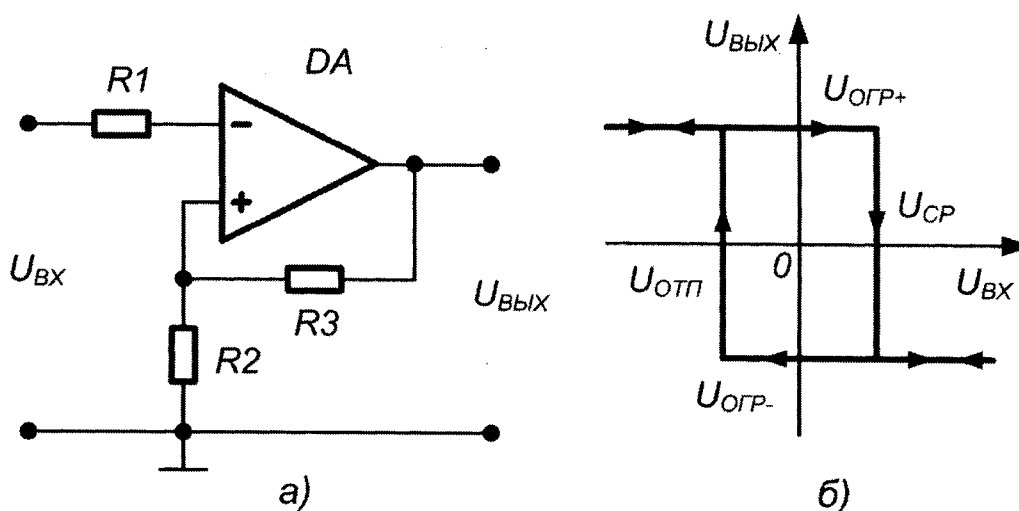 DA
R1
−
+
R3
R2
U_ВХ
U_ВЫХ
а)
U_ВЫХ
U_ОГР+
U_СР
0
U_ОТП
U_ВХ
U_ОГР-
б)